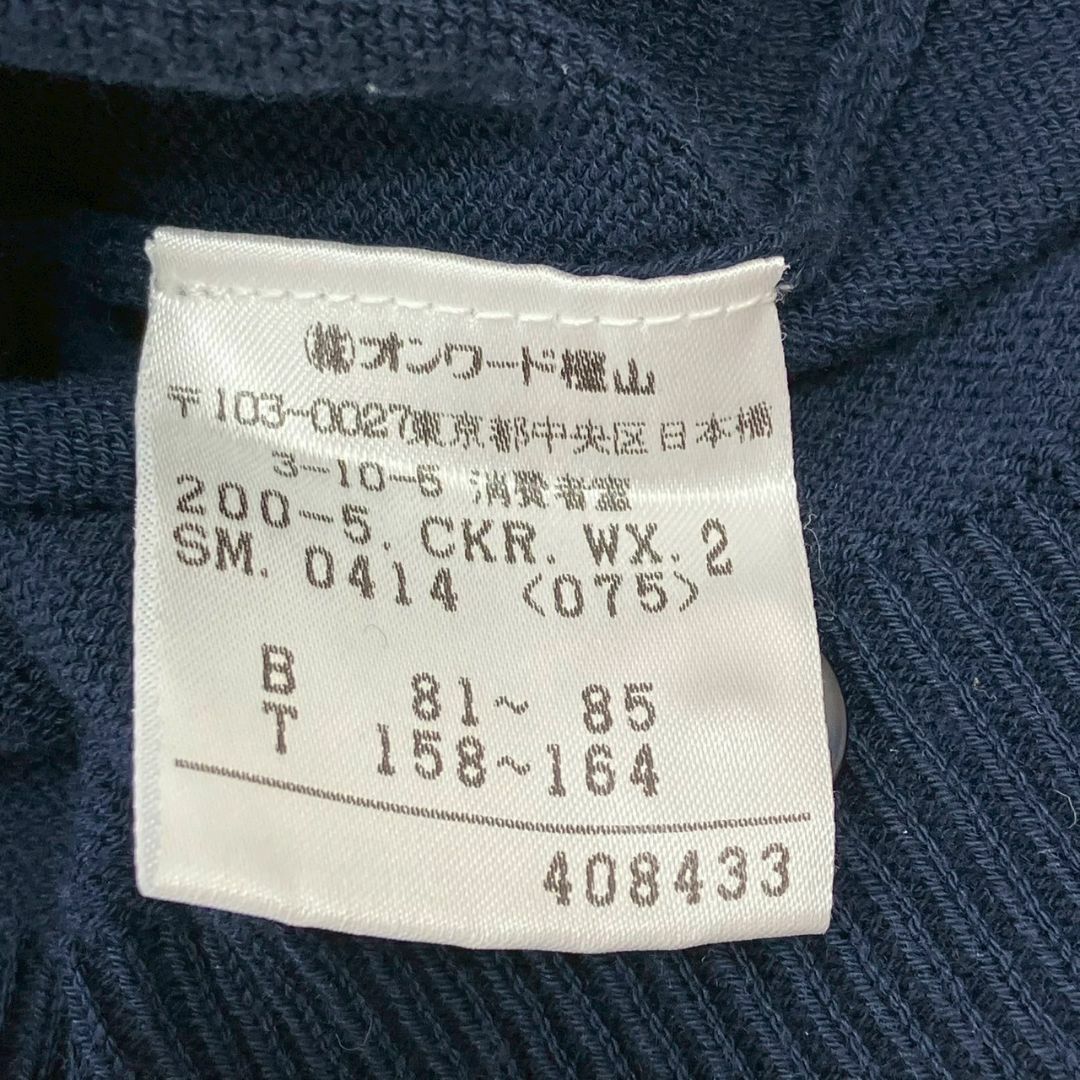 ㈱オンワード樫山
〒103-0027東京都中央区日本橋
3-10-5 消費者室
200-5. CKR. WX. 2
SM. 0414 <075>
B 81~ 85
T 158~164
408433